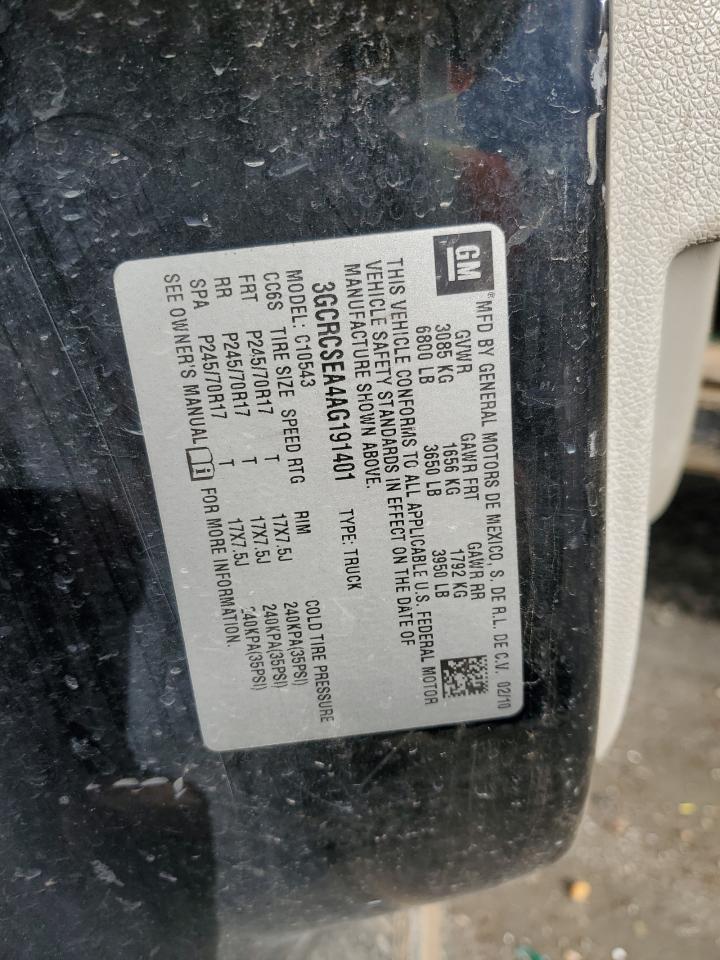 GM® MFD BY GENERAL MOTORS DE MEXICO, S. DE R.L. DE C.V. 02/10
GVWR GAWR FRT GAWR RR
3085 KG 1656 KG 1792 KG
6800 LB 3650 LB 3950 LB
THIS VEHICLE CONFORMS TO ALL APPLICABLE U.S. FEDERAL MOTOR
VEHICLE SAFETY STANDARDS IN EFFECT ON THE DATE OF
MANUFACTURE SHOWN ABOVE.
3GCRCSEA4AG191401 TYPE: TRUCK
MODEL: C10543
CC6S TIRE SIZE SPEED RTG RIM COLD TIRE PRESSURE
FRT P245/70R17 T 17X7.5J 240KPA(35PSI)
RR P245/70R17 T 17X7.5J 240KPA(35PSI)
SPA P245/70R17 T 17X7.5J 240KPA(35PSI)
SEE OWNER'S MANUAL i FOR MORE INFORMATION.